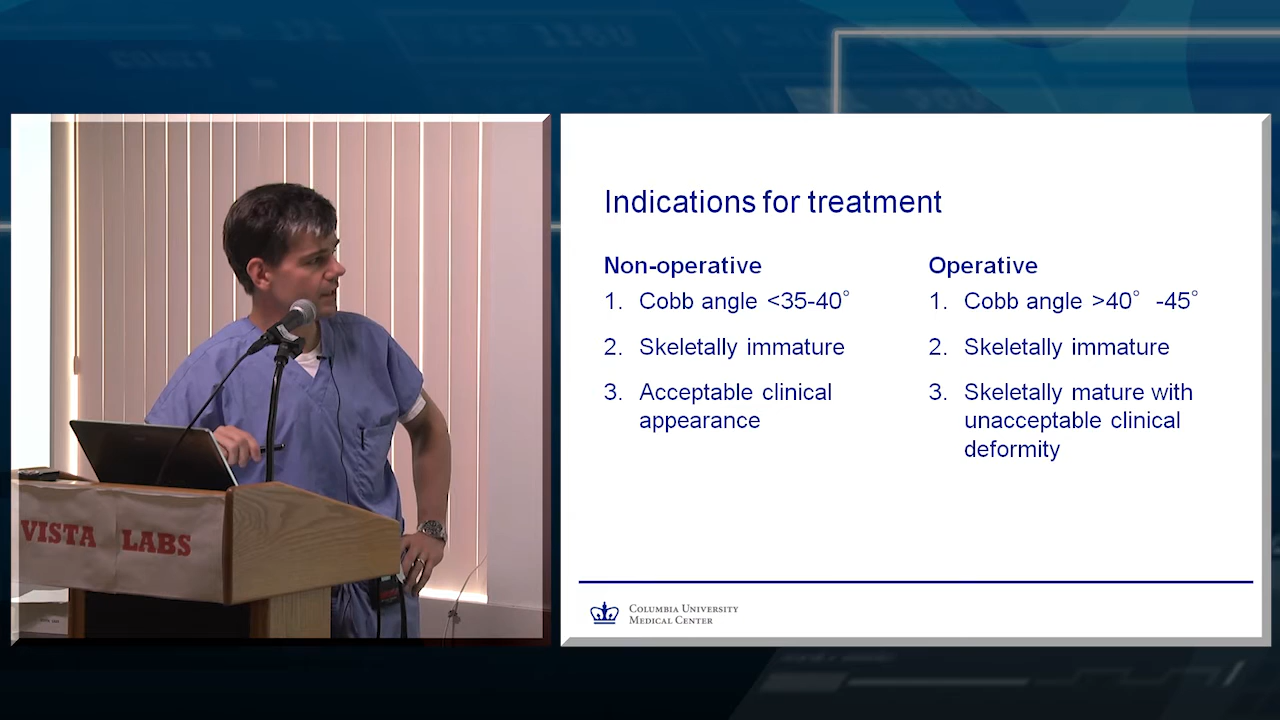 Indications for treatment
Non-operative
1. Cobb angle <35-40°
2. Skeletally immature
3. Acceptable clinical
appearance
Operative
1. Cobb angle >40° -45°
2. Skeletally immature
3. Skeletally mature with
unacceptable clinical
deformity
VISTA LABS
COLUMBIA UNIVERSITY
MEDICAL CENTER